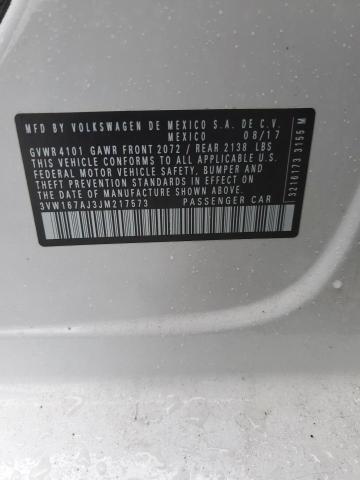 MFD BY VOLKSWAGEN DE MEXICO S.A. DE C.V.
MEXICO 08/17
GVWR 4101 GAWR FRONT 2072 / REAR 2138 LBS
THIS VEHICLE CONFORMS TO ALL APPLICABLE U.S.
FEDERAL MOTOR VEHICLE SAFETY, BUMPER AND
THEFT PREVENTION STANDARDS IN EFFECT ON
THE DATE OF MANUFACTURE SHOWN ABOVE
3VW167AJ3JM217573 PASSENGER CAR
3216173 3155 M